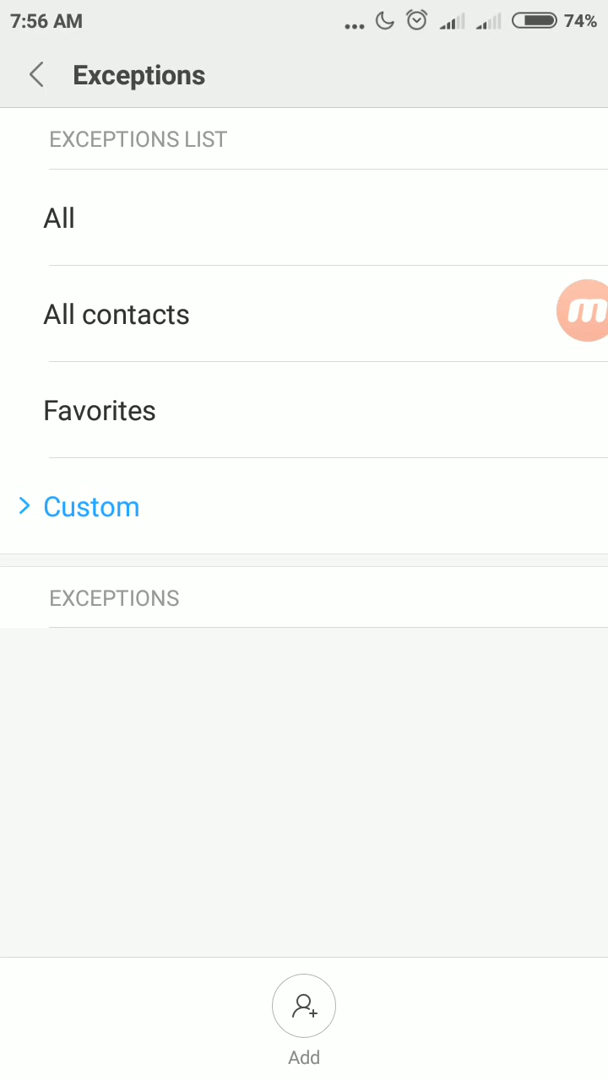 7:56 AM
74%
Exceptions
EXCEPTIONS LIST
All
All contacts
Favorites
Custom
EXCEPTIONS
Add